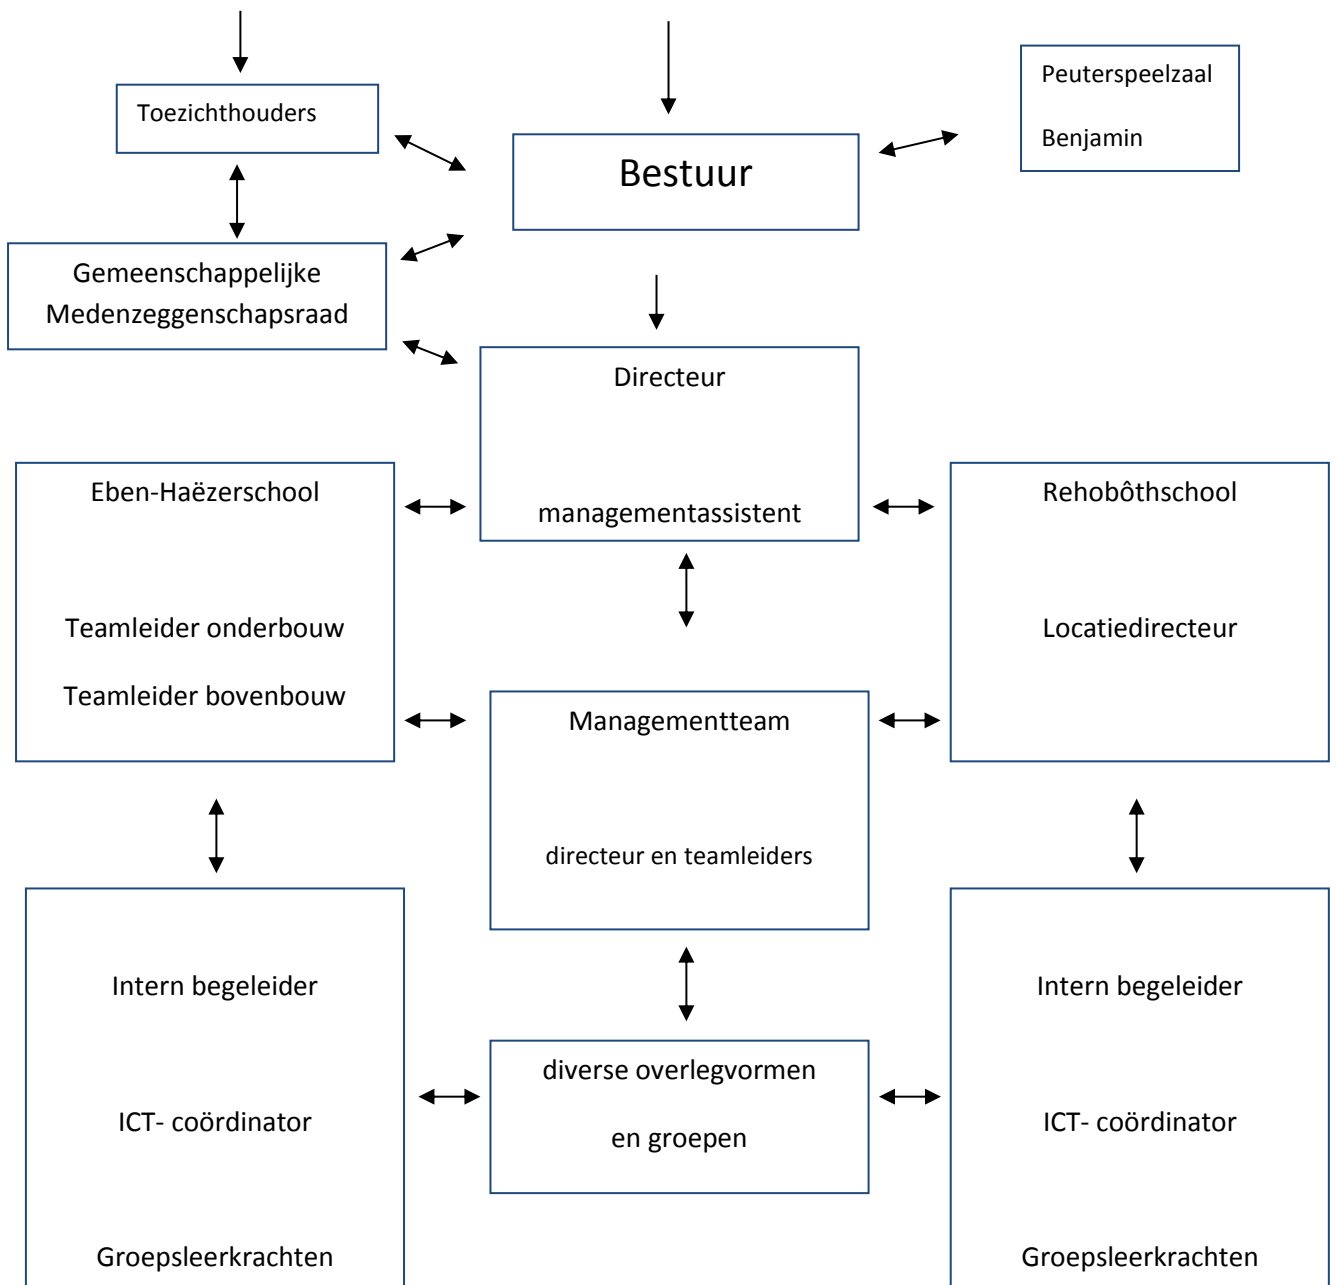 Toezichthouders
Peuterspeelzaal
Benjamin
Bestuur
Gemeenschappelijke
Medenzeggenschapsraad
Directeur
managementassistent
Eben-Haëzerschool
Teamleider onderbouw
Teamleider bovenbouw
Rehobôthschool
Locatiedirecteur
Managementteam
directeur en teamleiders
Intern begeleider
ICT- coördinator
Groepsleerkrachten
diverse overlegvormen
en groepen
Intern begeleider
ICT- coördinator
Groepsleerkrachten